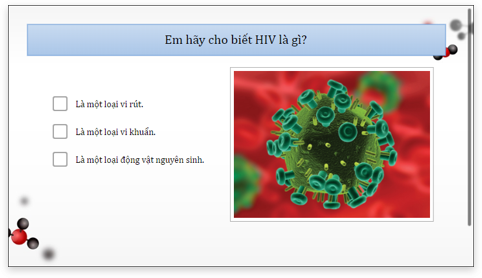 Em hãy cho biết HIV là gì?
Là một loại vi rút.
Là một loại vi khuẩn.
Là một loại động vật nguyên sinh.